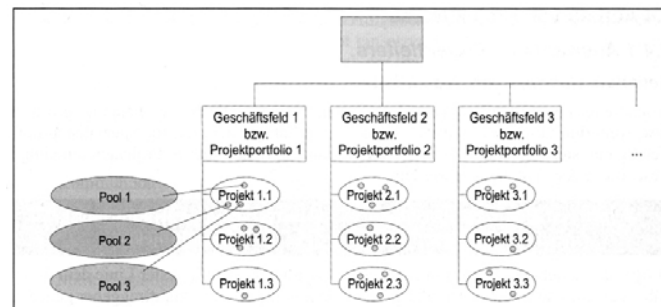 Geschäftsfeld 1
bzw.
Projektportfolio 1
Geschäftsfeld 2
bzw.
Projektportfolio 2
Geschäftsfeld 3
bzw.
Projektportfolio 3
...
Pool 1
Projekt 1.1
Projekt 2.1
Projekt 3.1
Pool 2
Projekt 1.2
Projekt 2.2
Projekt 3.2
Pool 3
Projekt 1.3
Projekt 2.3
Projekt 3.3